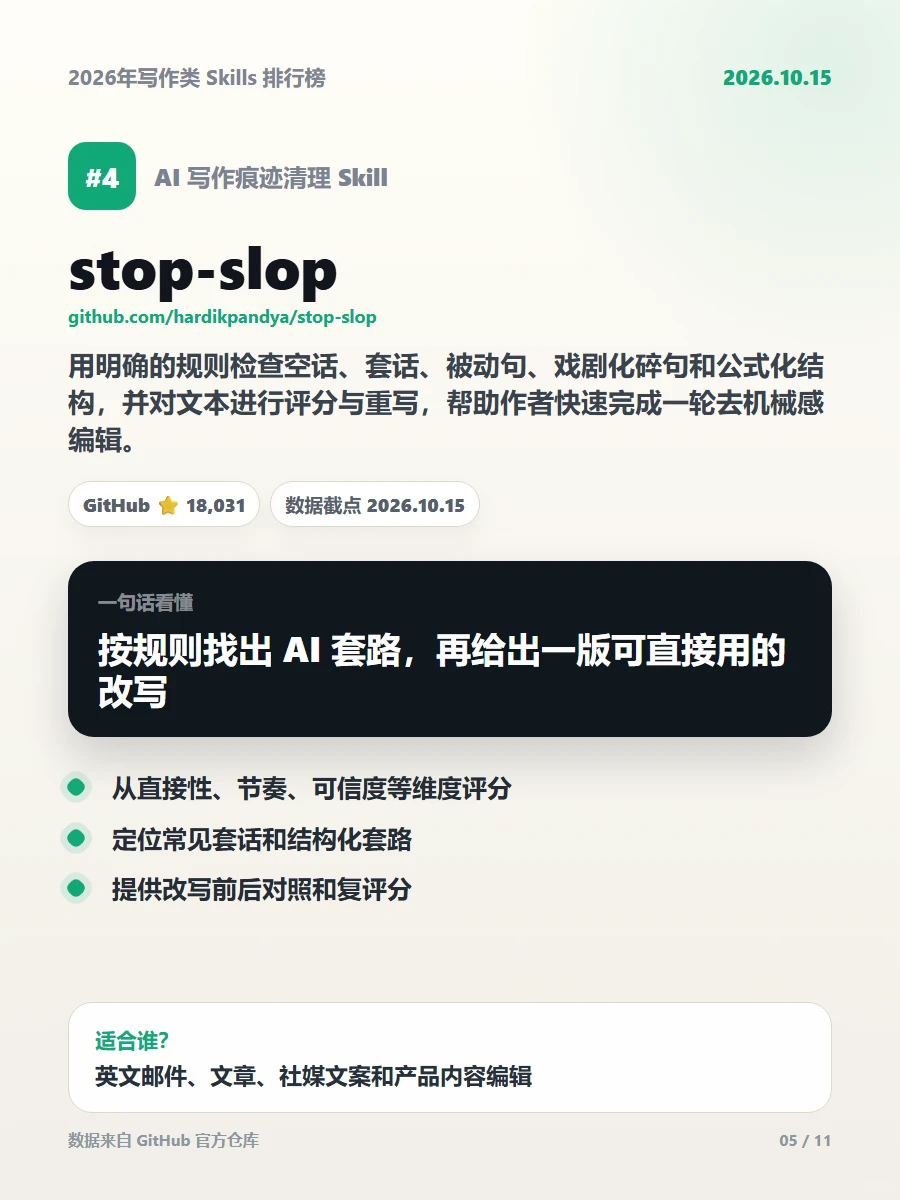 2026年写作类 Skills 排行榜
2026.10.15
#4
AI 写作痕迹清理 Skill
stop-slop
github.com/hardikpandya/stop-slop
用明确的规则检查空话、套话、被动句、戏剧化碎句和公式化结
构，并对文本进行评分与重写，帮助作者快速完成一轮去机械感
编辑。
GitHub ⭐ 18,031
数据截点 2026.10.15
一句话看懂
按规则找出 AI 套路，再给出一版可直接用的
改写
从直接性、节奏、可信度等维度评分
定位常见套话和结构化套路
提供改写前后对照和复评分
适合谁？
英文邮件、文章、社媒文案和产品内容编辑
数据来自 GitHub 官方仓库
05 / 11